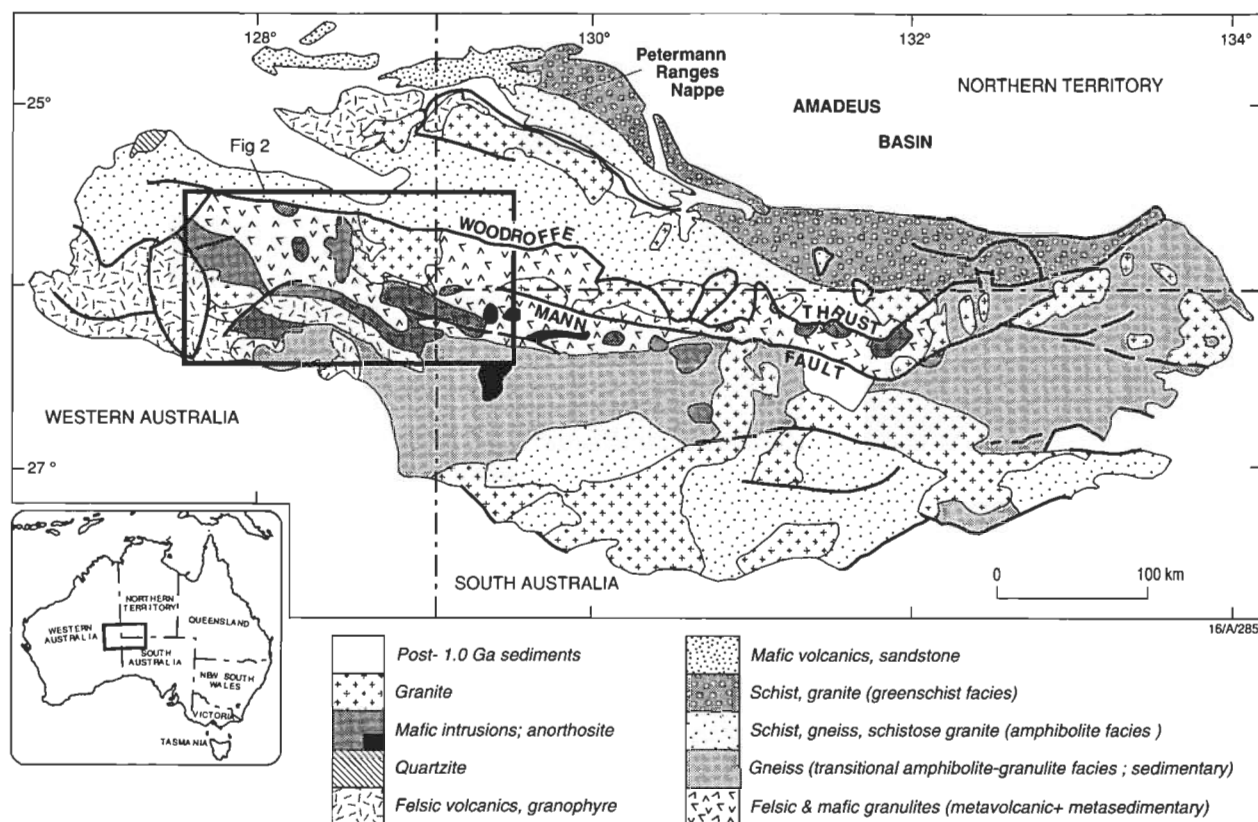 128° 130° 132° 134°
Petermann
Ranges
Nappe
NORTHERN TERRITORY
25°
AMADEUS
BASIN
Fig 2
WOODROFFE
THRUST
MANN
FAULT
WESTERN AUSTRALIA
27°
SOUTH AUSTRALIA
0 100 km
16/A/285
NORTHERN
TERRITORY
QUEENSLAND
WESTERN
AUSTRALIA
SOUTH
AUSTRALIA
NEW SOUTH
WALES
VICTORIA
TASMANIA
Post- 1.0 Ga sediments
Granite
Mafic intrusions; anorthosite
Quartzite
Felsic volcanics, granophyre
Mafic volcanics, sandstone
Schist, granite (greenschist facies)
Schist, gneiss, schistose granite (amphibolite facies )
Gneiss (transitional amphibolite-granulite facies ; sedimentary)
Felsic & mafic granulites (metavolcanic+ metasedimentary)